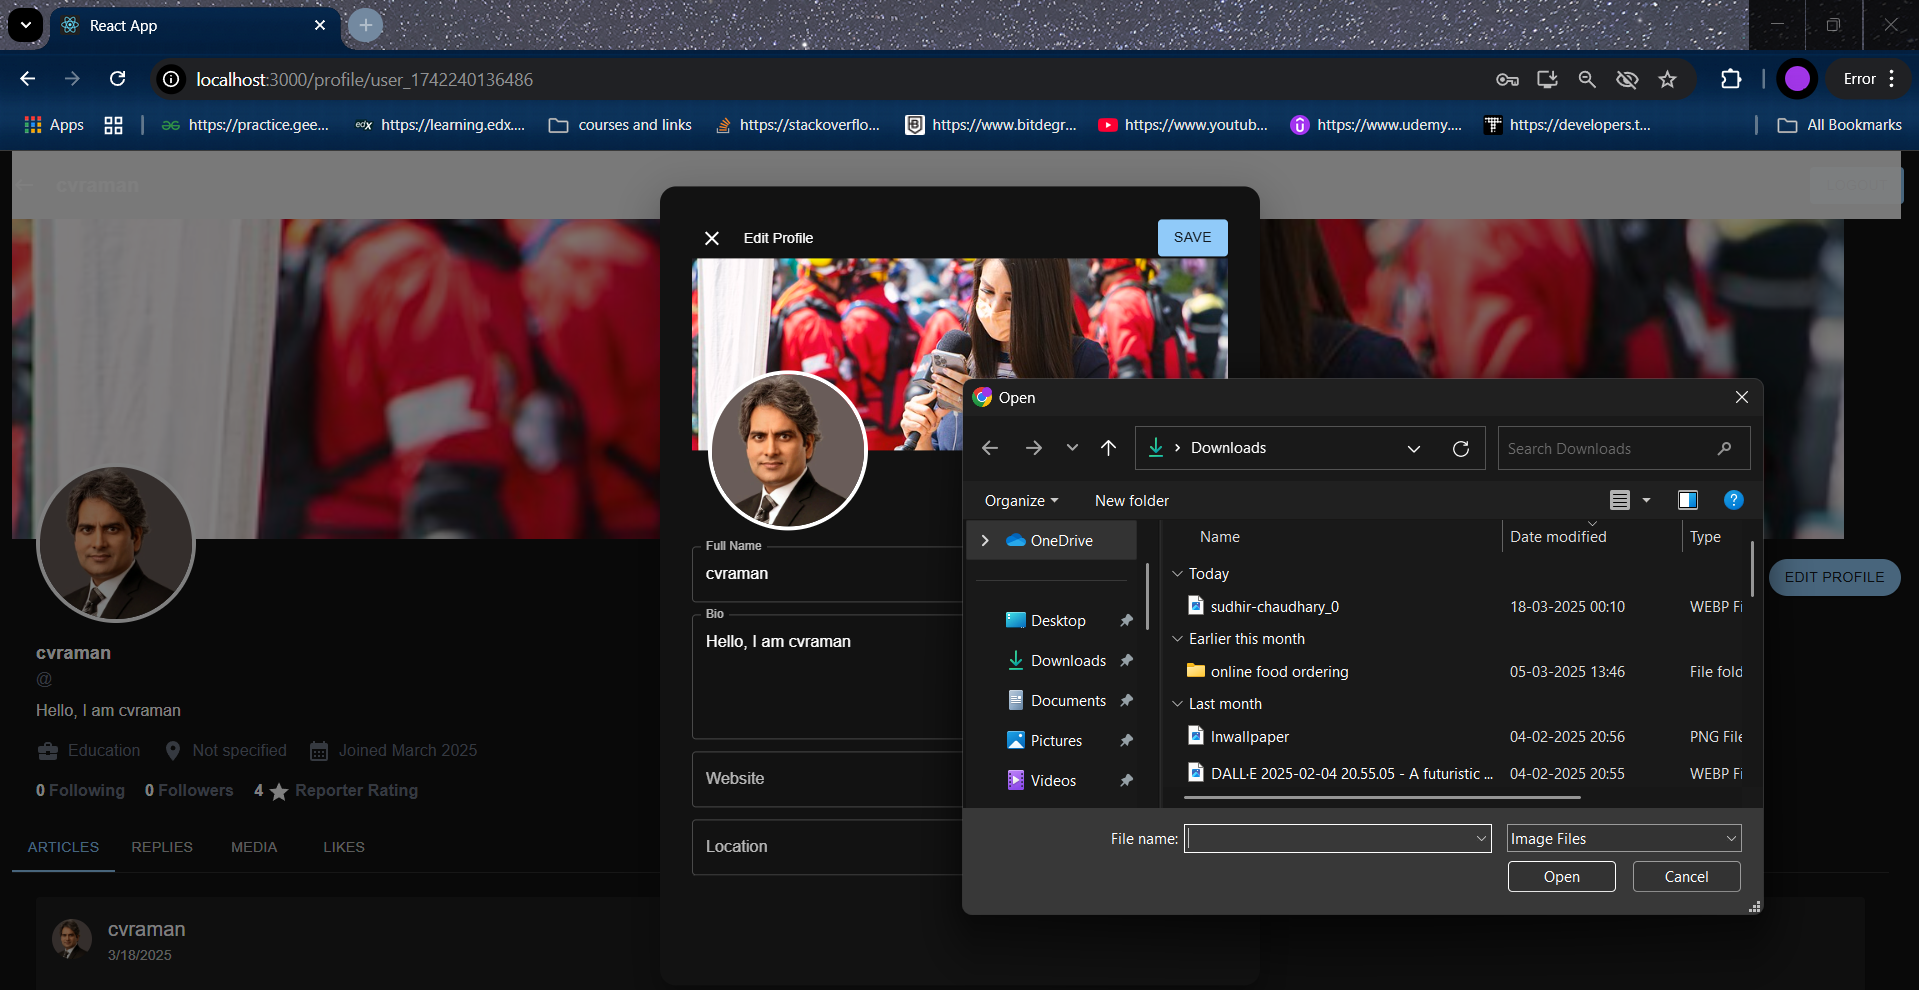 React App
localhost:3000/profile/user_1742240136486
Error
Apps
https://practice.gee...
edX
https://learning.edx....
courses and links
https://stackoverflo...
https://www.bitdegr...
https://www.youtub...
https://www.udemy....
https://developers.t...
All Bookmarks
cvraman
Edit Profile
SAVE
Full Name
cvraman
Bio
Hello, I am cvraman
Website
Location
EDIT PROFILE
cvraman
@
Hello, I am cvraman
Education
Not specified
Joined March 2025
0 Following 0 Followers 4 Reporter Rating
ARTICLES REPLIES MEDIA LIKES
cvraman
3/18/2025
Open
Downloads
Search Downloads
Organize
New folder
?
OneDrive
Desktop
Downloads
Documents
Pictures
Videos
Name Date modified Type
Today
sudhir-chaudhary_0 18-03-2025 00:10 WEBP Fi
Earlier this month
online food ordering 05-03-2025 13:46 File fold
Last month
Inwallpaper 04-02-2025 20:56 PNG File
DALL·E 2025-02-04 20.55.05 - A futuristic ... 04-02-2025 20:55 WEBP Fi
File name:
Image Files
Open
Cancel